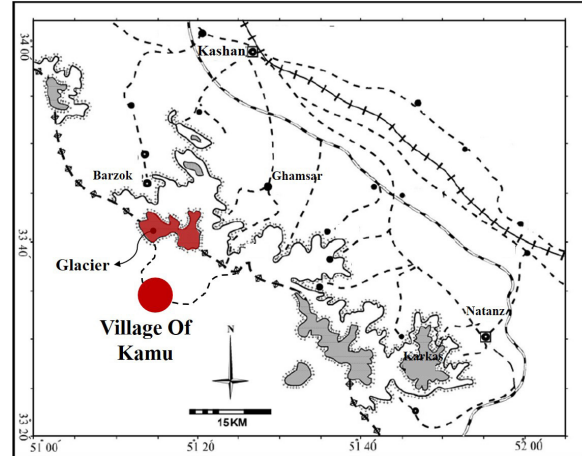 34 00
Kashan
Barzok
Ghamsar
33 40
Glacier
Village Of
Kamu
Natanz
Karkas
N
15KM
33 20
51 00
51 20
51 40
52 00